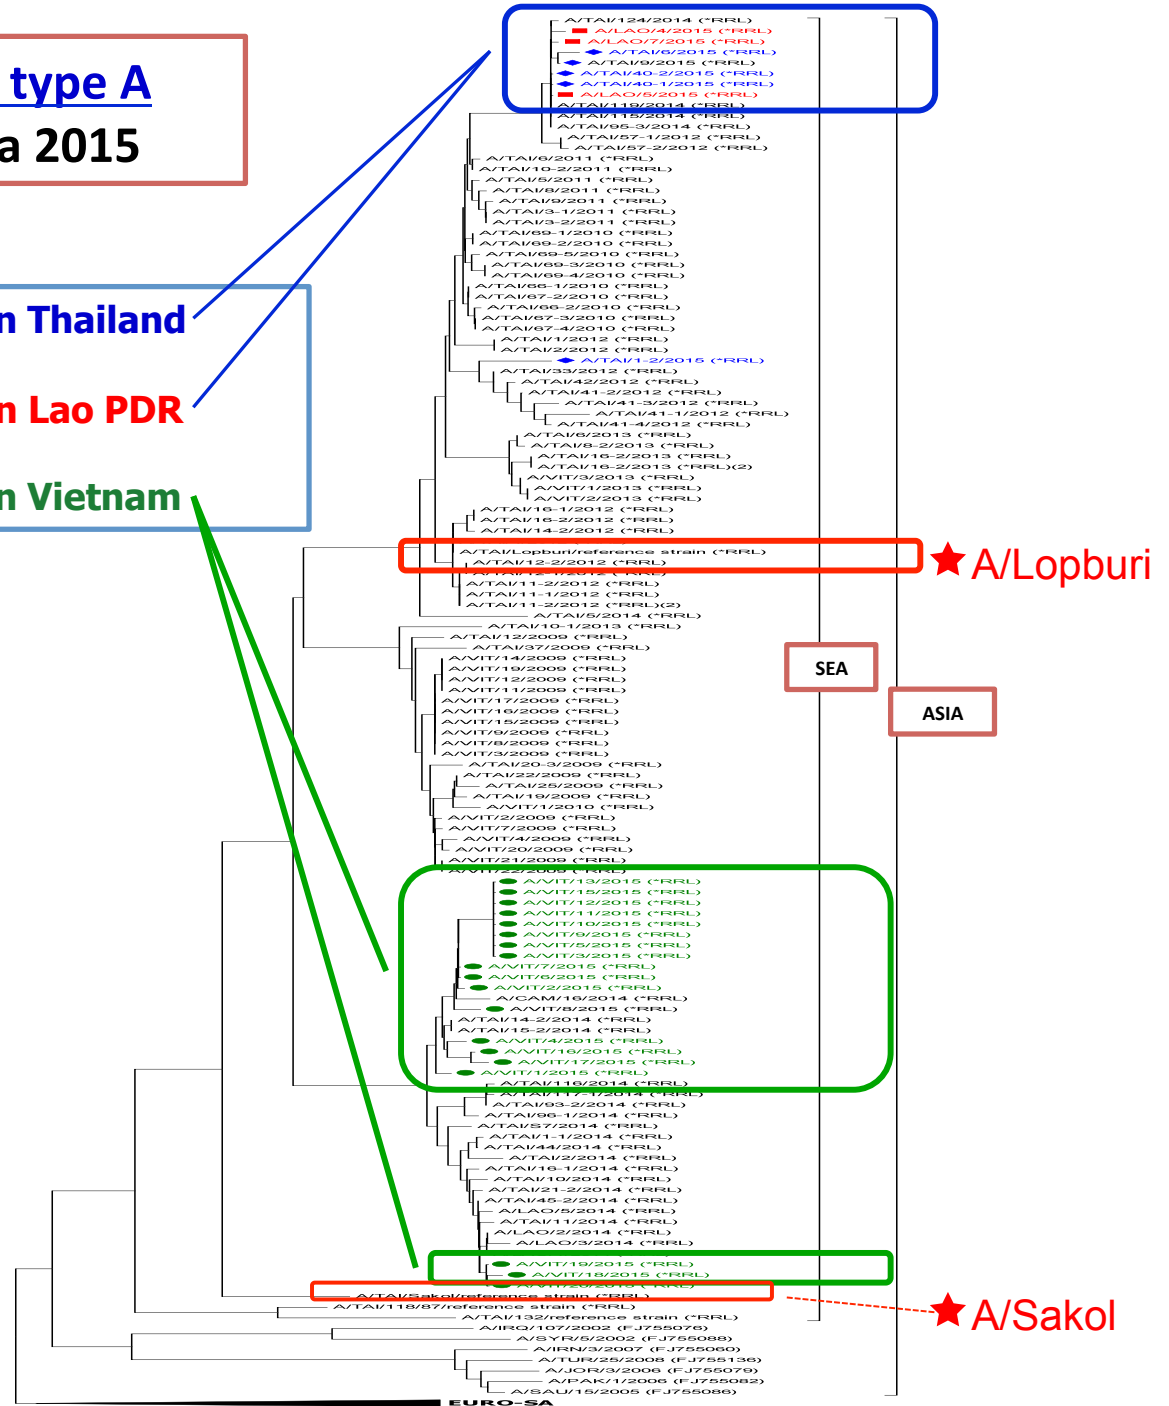 type A
a 2015
n Thailand
n Lao PDR
n Vietnam
A/TAI/124/2014 (*RRL)
A/LAO/4/2015 (*RRL)
A/LAO/7/2015 (*RRL)
A/TAI/6/2015 (*RRL)
A/TAI/9/2015 (*RRL)
A/TAI/40-2/2015 (*RRL)
A/TAI/40-1/2015 (*RRL)
A/LAO/5/2015 (*RRL)
A/TAI/119/2014 (*RRL)
A/TAI/115/2014 (*RRL)
A/TAI/95-3/2014 (*RRL)
A/TAI/57-1/2012 (*RRL)
A/TAI/57-2/2012 (*RRL)
A/TAI/6/2011 (*RRL)
A/TAI/10-2/2011 (*RRL)
A/TAI/5/2011 (*RRL)
A/TAI/8/2011 (*RRL)
A/TAI/9/2011 (*RRL)
A/TAI/3-1/2011 (*RRL)
A/TAI/3-2/2011 (*RRL)
A/TAI/69-1/2010 (*RRL)
A/TAI/69-2/2010 (*RRL)
A/TAI/69-5/2010 (*RRL)
A/TAI/69-3/2010 (*RRL)
A/TAI/69-4/2010 (*RRL)
A/TAI/66-1/2010 (*RRL)
A/TAI/67-2/2010 (*RRL)
A/TAI/66-2/2010 (*RRL)
A/TAI/67-3/2010 (*RRL)
A/TAI/67-4/2010 (*RRL)
A/TAI/1/2012 (*RRL)
A/TAI/2/2012 (*RRL)
A/TAI/1-2/2015 (*RRL)
A/TAI/33/2012 (*RRL)
A/TAI/42/2012 (*RRL)
A/TAI/41-2/2012 (*RRL)
A/TAI/41-3/2012 (*RRL)
A/TAI/41-1/2012 (*RRL)
A/TAI/41-4/2012 (*RRL)
A/TAI/6/2013 (*RRL)
A/TAI/8-2/2013 (*RRL)
A/TAI/16-2/2013 (*RRL)
A/TAI/16-2/2013 (*RRL)(2)
A/VIT/3/2013 (*RRL)
A/VIT/1/2013 (*RRL)
A/VIT/2/2013 (*RRL)
A/TAI/16-1/2012 (*RRL)
A/TAI/16-2/2012 (*RRL)
A/TAI/14-2/2012 (*RRL)
A/TAI/Lopburi/reference strain (*RRL)
A/TAI/12-2/2012 (*RRL)
A/TAI/12-1/2012 (*RRL)
A/TAI/11-2/2012 (*RRL)
A/TAI/11-1/2012 (*RRL)
A/TAI/11-2/2012 (*RRL)(2)
A/Lopburi
A/TAI/5/2014 (*RRL)
A/TAI/10-1/2013 (*RRL)
A/TAI/12/2009 (*RRL)
A/TAI/37/2009 (*RRL)
A/VIT/14/2009 (*RRL)
A/VIT/19/2009 (*RRL)
A/VIT/12/2009 (*RRL)
A/VIT/11/2009 (*RRL)
A/VIT/17/2009 (*RRL)
A/VIT/16/2009 (*RRL)
A/VIT/15/2009 (*RRL)
A/VIT/9/2009 (*RRL)
A/VIT/8/2009 (*RRL)
A/VIT/3/2009 (*RRL)
SEA
ASIA
A/TAI/20-3/2009 (*RRL)
A/TAI/22/2009 (*RRL)
A/TAI/25/2009 (*RRL)
A/TAI/19/2009 (*RRL)
A/VIT/1/2010 (*RRL)
A/VIT/2/2009 (*RRL)
A/VIT/7/2009 (*RRL)
A/VIT/4/2009 (*RRL)
A/VIT/20/2009 (*RRL)
A/VIT/21/2009 (*RRL)
A/VIT/22/2009 (*RRL)
A/VIT/13/2015 (*RRL)
A/VIT/15/2015 (*RRL)
A/VIT/12/2015 (*RRL)
A/VIT/11/2015 (*RRL)
A/VIT/10/2015 (*RRL)
A/VIT/9/2015 (*RRL)
A/VIT/5/2015 (*RRL)
A/VIT/3/2015 (*RRL)
A/VIT/7/2015 (*RRL)
A/VIT/6/2015 (*RRL)
A/VIT/2/2015 (*RRL)
A/CAM/16/2014 (*RRL)
A/VIT/8/2015 (*RRL)
A/TAI/14-2/2014 (*RRL)
A/TAI/15-2/2014 (*RRL)
A/VIT/4/2015 (*RRL)
A/VIT/16/2015 (*RRL)
A/VIT/17/2015 (*RRL)
A/VIT/1/2015 (*RRL)
A/TAI/116/2014 (*RRL)
A/TAI/117-1/2014 (*RRL)
A/TAI/93-2/2014 (*RRL)
A/TAI/96-1/2014 (*RRL)
A/TAI/S7/2014 (*RRL)
A/TAI/1-1/2014 (*RRL)
A/TAI/44/2014 (*RRL)
A/TAI/2/2014 (*RRL)
A/TAI/16-1/2014 (*RRL)
A/TAI/10/2014 (*RRL)
A/TAI/21-2/2014 (*RRL)
A/TAI/45-2/2014 (*RRL)
A/LAO/5/2014 (*RRL)
A/TAI/11/2014 (*RRL)
A/LAO/2/2014 (*RRL)
A/LAO/3/2014 (*RRL)
A/VIT/19/2015 (*RRL)
A/VIT/18/2015 (*RRL)
A/VIT/20/2015 (*RRL)
A/TAI/Sakol/reference strain (*RRL)
A/Sakol
A/TAI/118/87/reference strain (*RRL)
A/TAI/132/reference strain (*RRL)
A/IRQ/107/2002 (FJ755076)
A/SYR/5/2002 (FJ755088)
A/IRN/3/2007 (FJ755060)
A/TUR/25/2008 (FJ755136)
A/JOR/3/2006 (FJ755079)
A/PAK/1/2006 (FJ755082)
A/SAU/15/2005 (FJ755086)
EURO-SA